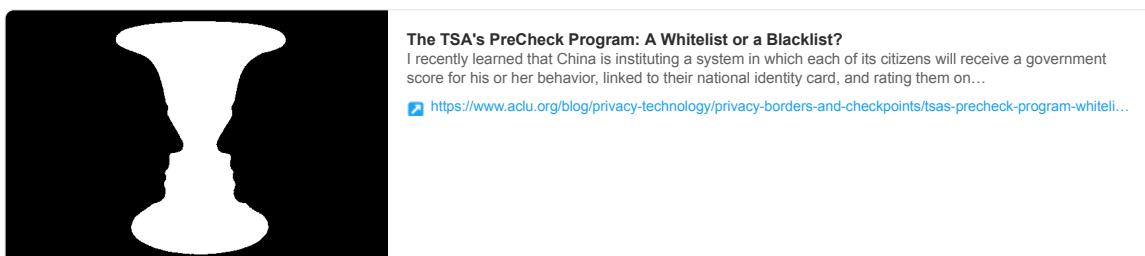 The TSA's PreCheck Program: A Whitelist or a Blacklist?
I recently learned that China is instituting a system in which each of its citizens will receive a government
score for his or her behavior, linked to their national identity card, and rating them on…
https://www.aclu.org/blog/privacy-technology/privacy-borders-and-checkpoints/tsas-precheck-program-whiteli…